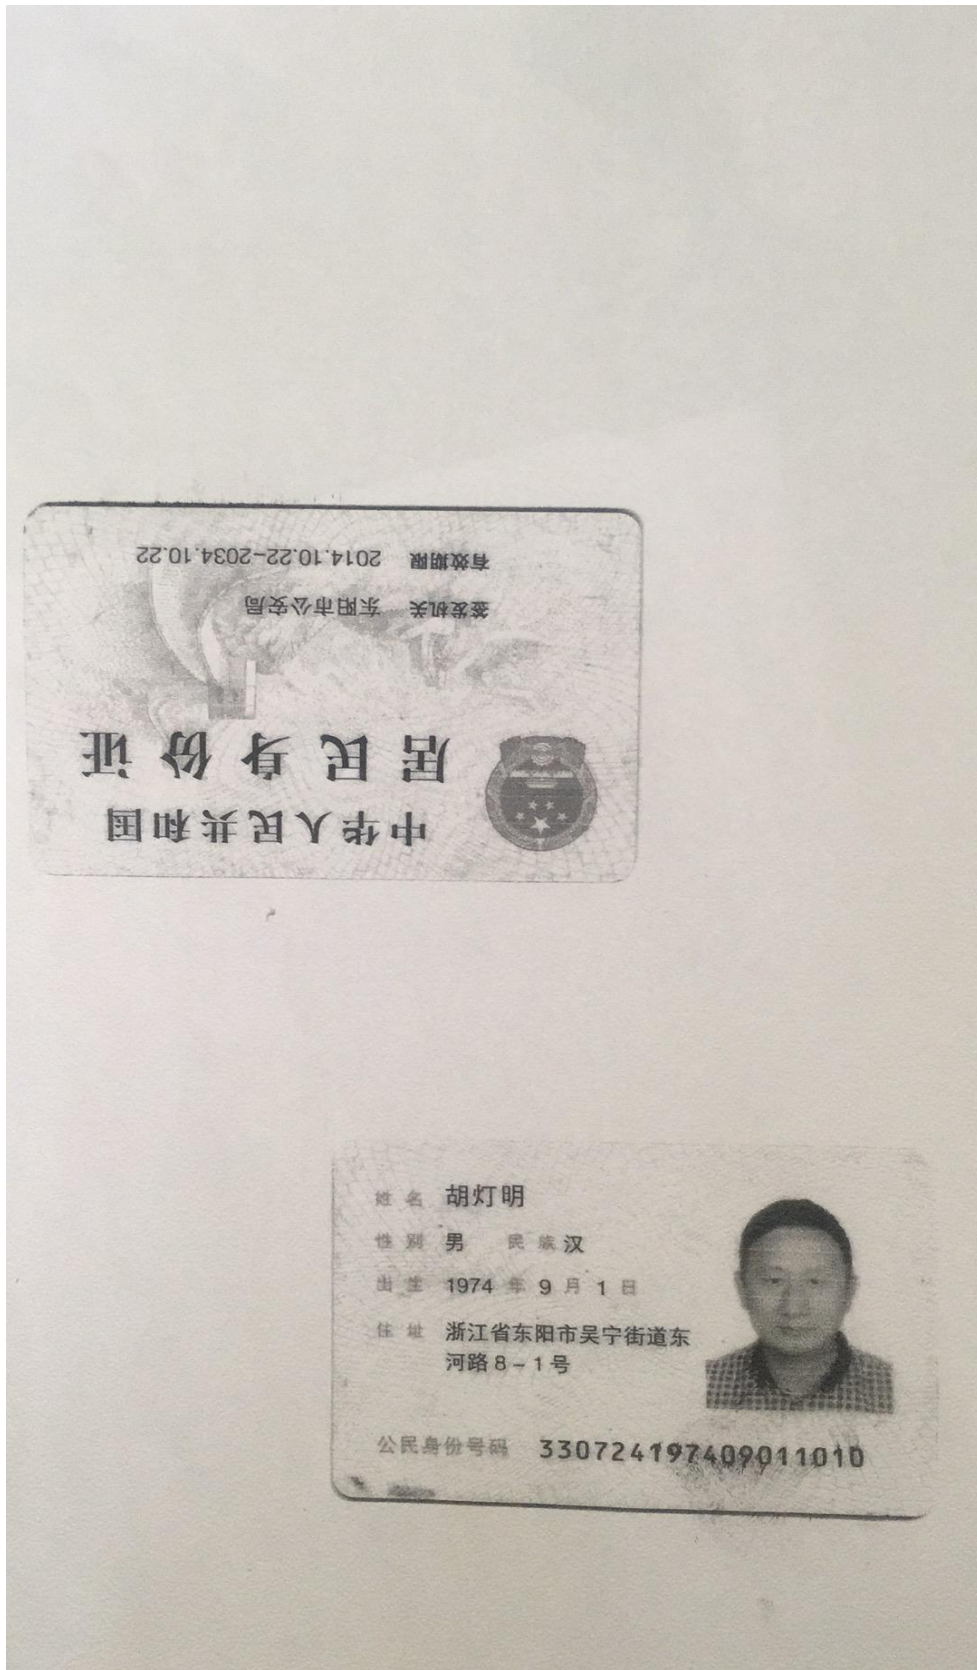 中华人民共和国
居民身份证
签发机关 东阳市公安局
有效期限 2014.10.22-2034.10.22
姓名 胡灯明
性别 男 民族 汉
出生 1974 年 9 月 1 日
住址 浙江省东阳市吴宁街道东
河路8-1号
公民身份号码 330724197409011010